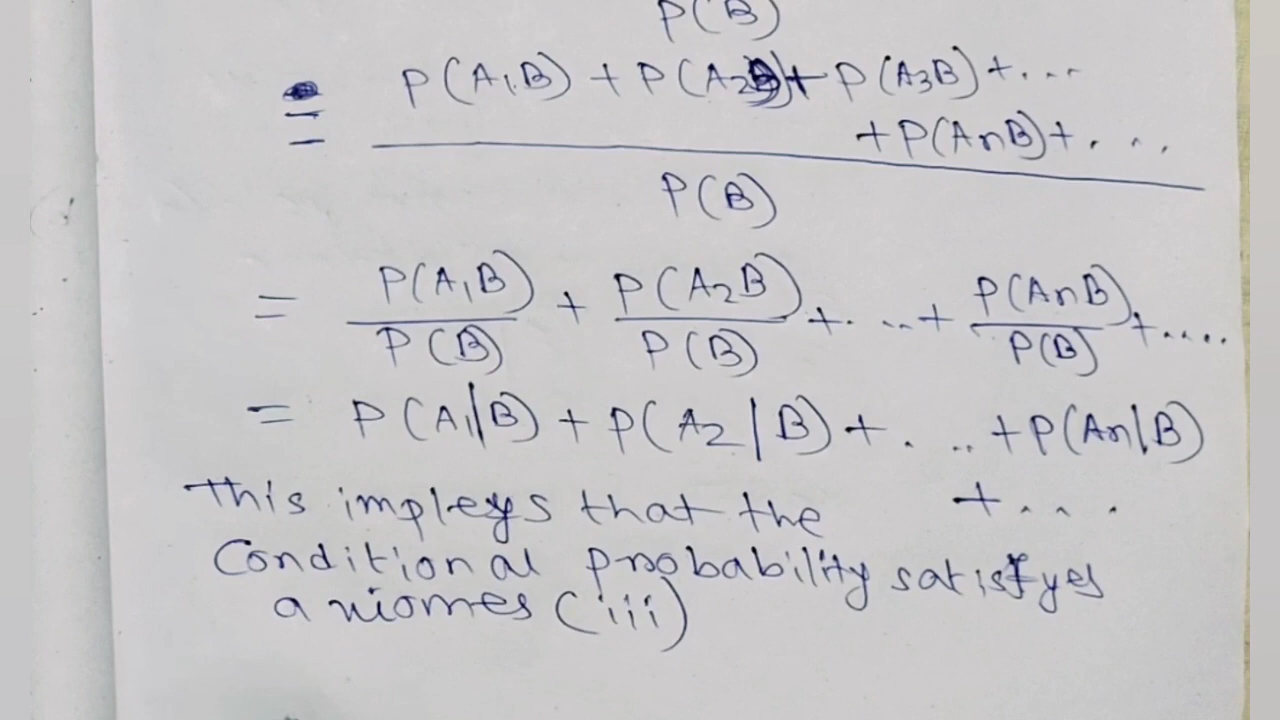 P(B)
= P(A1B) + P(A2B) + P(A3B) +...
+ P(AnB) + ....
P(B)
= P(A1B) + P(A2B) +. ... + P(AnB) +.....
P(B) P(B) P(B)
= P(A1|B) + P(A2|B) + . .. + P(An|B)
+ . . .
This impleys that the
Conditional probability satisfyes
axiomes (iii)